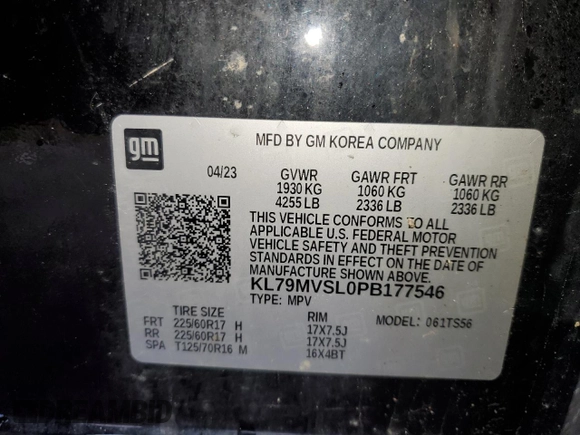 gm
MFD BY GM KOREA COMPANY
04/23 GVWR GAWR FRT GAWR RR
1930 KG 1060 KG 1060 KG
4255 LB 2336 LB 2336 LB
THIS VEHICLE CONFORMS TO ALL
APPLICABLE U.S. FEDERAL MOTOR
VEHICLE SAFETY AND THEFT PREVENTION
STANDARDS IN EFFECT ON THE DATE OF
MANUFACTURE SHOWN ABOVE.
KL79MVSL0PB177546
TYPE: MPV
TIRE SIZE RIM MODEL: 061TS56
FRT 225/60R17 H 17X7.5J
RR 225/60R17 H 17X7.5J
SPA T125/70R16 M 16X4BT